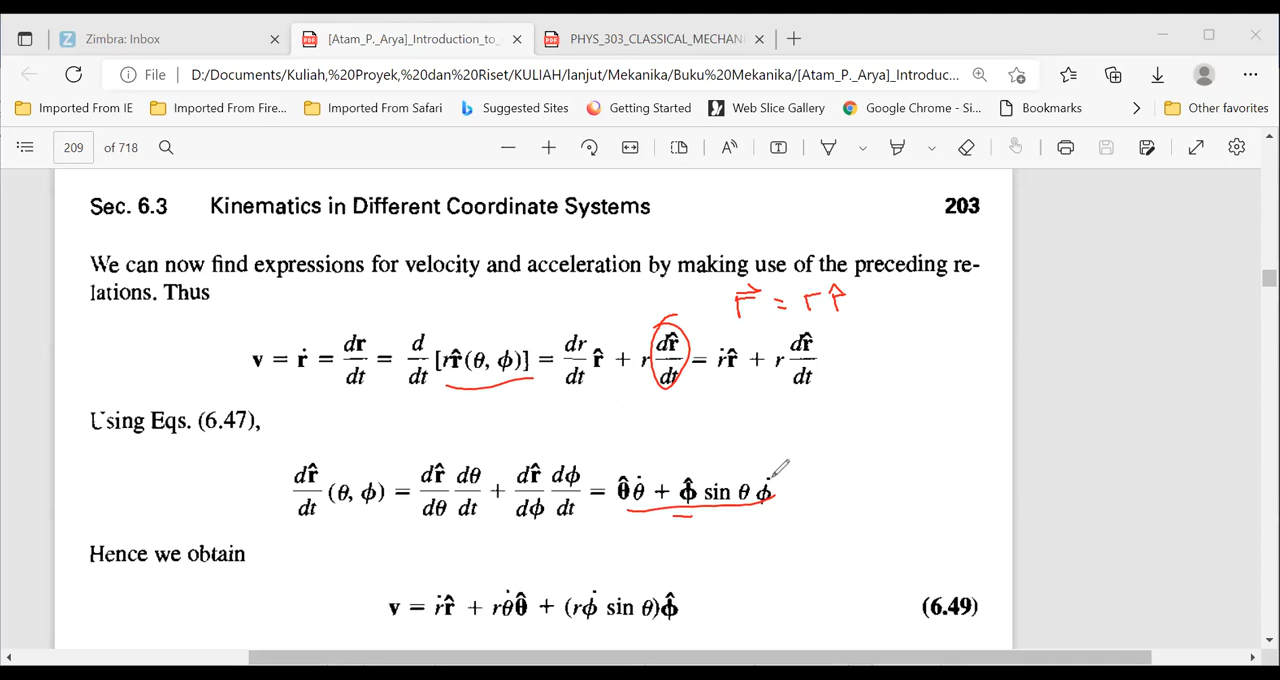 Zimbra: Inbox
[Atam_P._Arya]_Introduction_to_
PHYS_303_CLASSICAL_MECHAN
File
D:/Documents/Kuliah,%20Proyek,%20dan%20Riset/KULIAH/lanjut/Mekanika/Buku%20Mekanika/[Atam_P._Arya]_Introduc...
Imported From IE Imported From Fire... Imported From Safari Suggested Sites Getting Started Web Slice Gallery Google Chrome - Si... Bookmarks Other favorites
209 of 718
Sec. 6.3 Kinematics in Different Coordinate Systems 203
We can now find expressions for velocity and acceleration by making use of the preceding re-
lations. Thus
r⃗ = r r̂
v = ṙ = dr/dt = d/dt [r r̂(θ, ϕ)] = dr/dt r̂ + r dr̂/dt = ṙr̂ + r dr̂/dt
Using Eqs. (6.47),
dr̂/dt (θ, ϕ) = dr̂/dθ dθ/dt + dr̂/dϕ dϕ/dt = θ̂θ̇ + ϕ̂ sin θ ϕ̇
Hence we obtain
v = ṙr̂ + rθ̇θ̂ + (rϕ̇ sin θ)ϕ̂ (6.49)